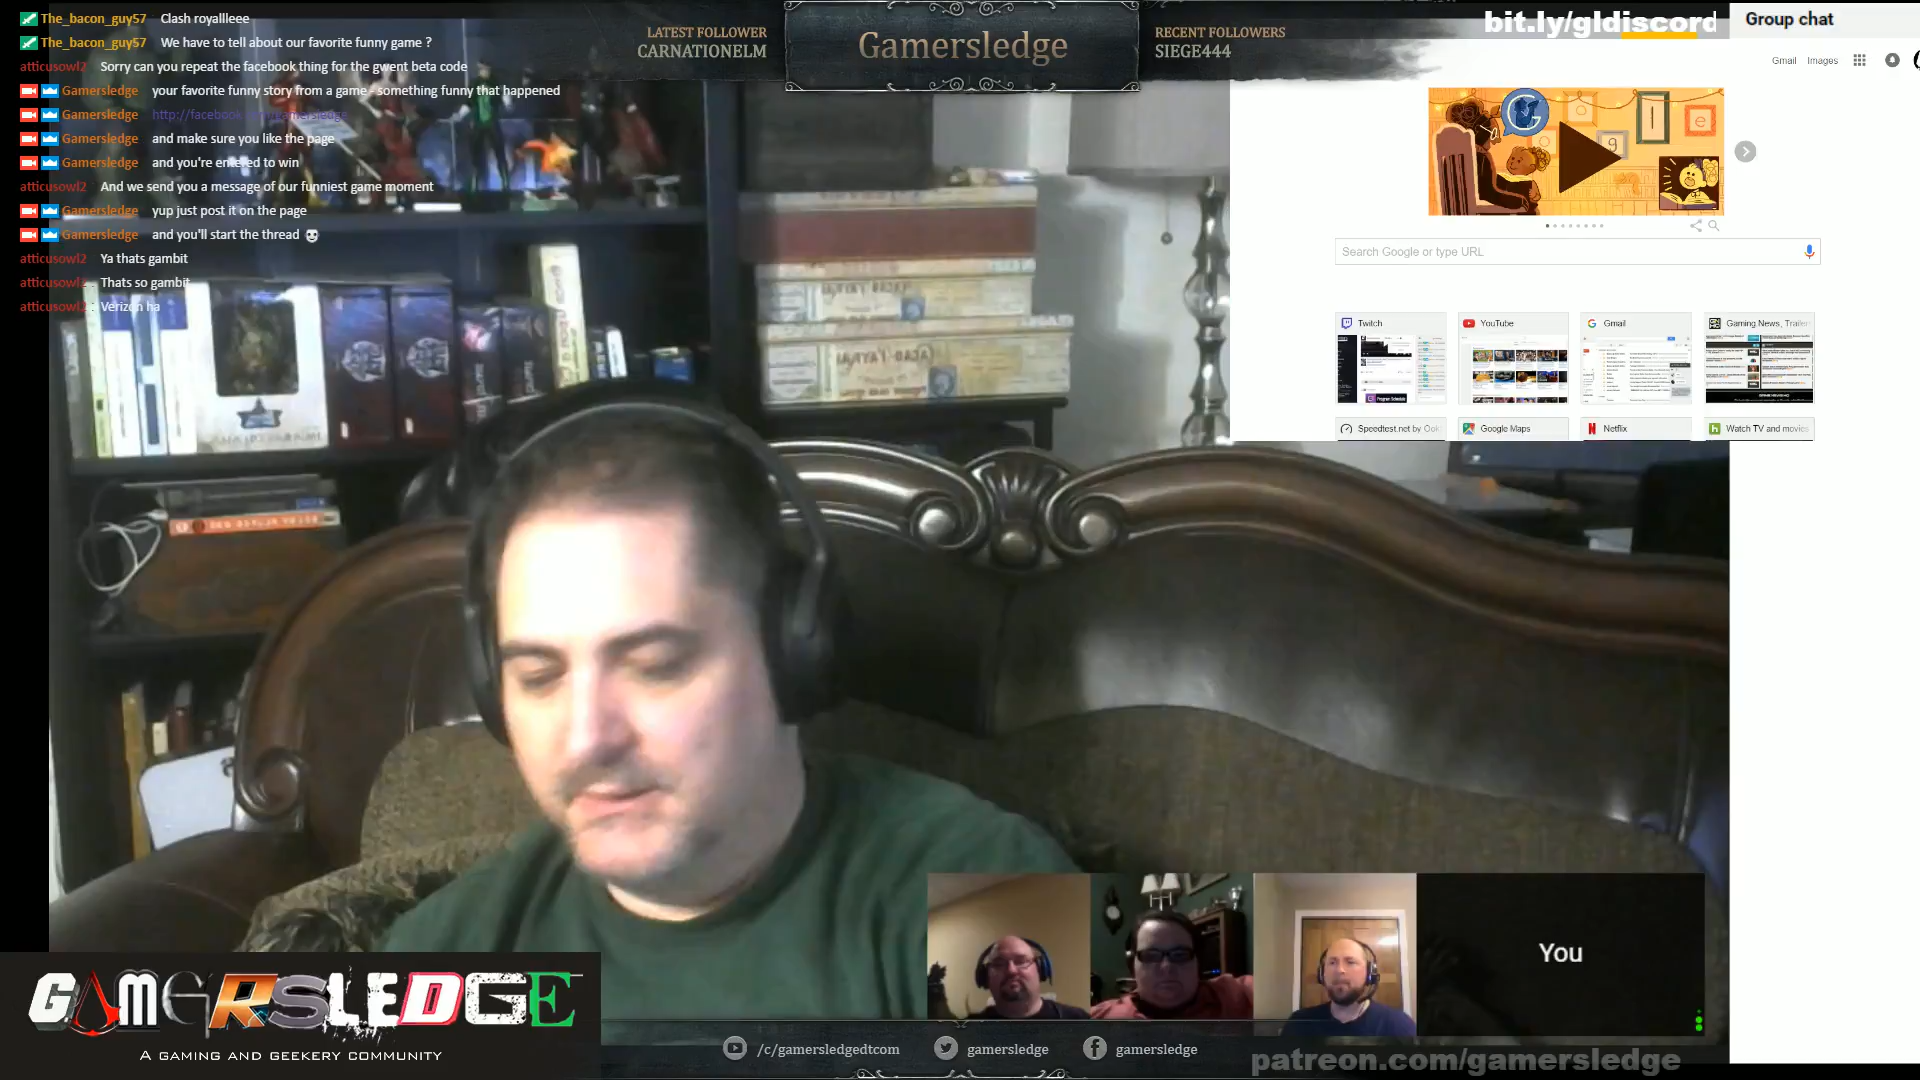 The_bacon_guy57 Clash royallleee
The_bacon_guy57 We have to tell about our favorite funny game ?
atticusowl2 Sorry can you repeat the facebook thing for the gwent beta code
Gamersledge your favorite funny story from a game - something funny that happened
Gamersledge http://facebook.com/gamersledge
Gamersledge and make sure you like the page
Gamersledge and you're entered to win
atticusowl2 And we send you a message of our funniest game moment
Gamersledge yup just post it on the page
Gamersledge and you'll start the thread
atticusowl2 Ya thats gambit
atticusowl2 : Thats so gambit
atticusowl2 : Verizon ha
LATEST FOLLOWER
CARNATIONELM
Gamersledge
RECENT FOLLOWERS
SIEGE444
bit.ly/gldiscord
Group chat
Gmail Images
Search Google or type URL
Twitch YouTube Gmail Gaming News, Trailer
Speedtest.net by Ookl Google Maps Netflix Watch TV and movies
You
GAMERSLEDGE
A GAMING AND GEEKERY COMMUNITY
/c/gamersledgedtcom gamersledge gamersledge
patreon.com/gamersledge